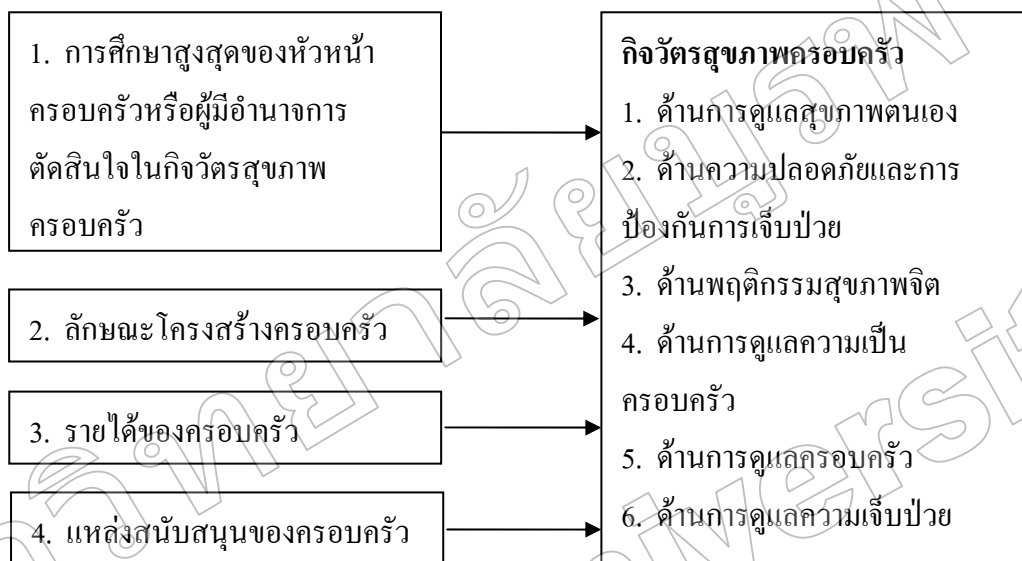 1. การศึกษาสูงสุดของหัวหน้า
ครอบครัวหรือผู้มีอำนาจการ
ตัดสินใจในกิจวัตรสุขภาพ
ครอบครัว
2. ลักษณะโครงสร้างครอบครัว
3. รายได้ของครอบครัว
4. แหล่งสนับสนุนของครอบครัว
กิจวัตรสุขภาพครอบครัว
1. ด้านการดูแลสุขภาพตนเอง
2. ด้านความปลอดภัยและการ
ป้องกันการเจ็บป่วย
3. ด้านพฤติกรรมสุขภาพจิต
4. ด้านการดูแลความเป็น
ครอบครัว
5. ด้านการดูแลครอบครัว
6. ด้านการดูแลความเจ็บป่วย